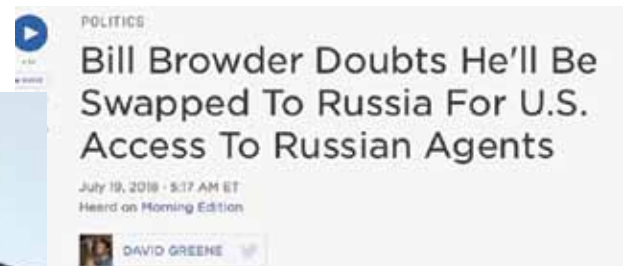 POLITICS
Bill Browder Doubts He'll Be
Swapped To Russia For U.S.
Access To Russian Agents
July 19, 2018 - 5:17 AM ET
Heard on Morning Edition
DAVID GREENE